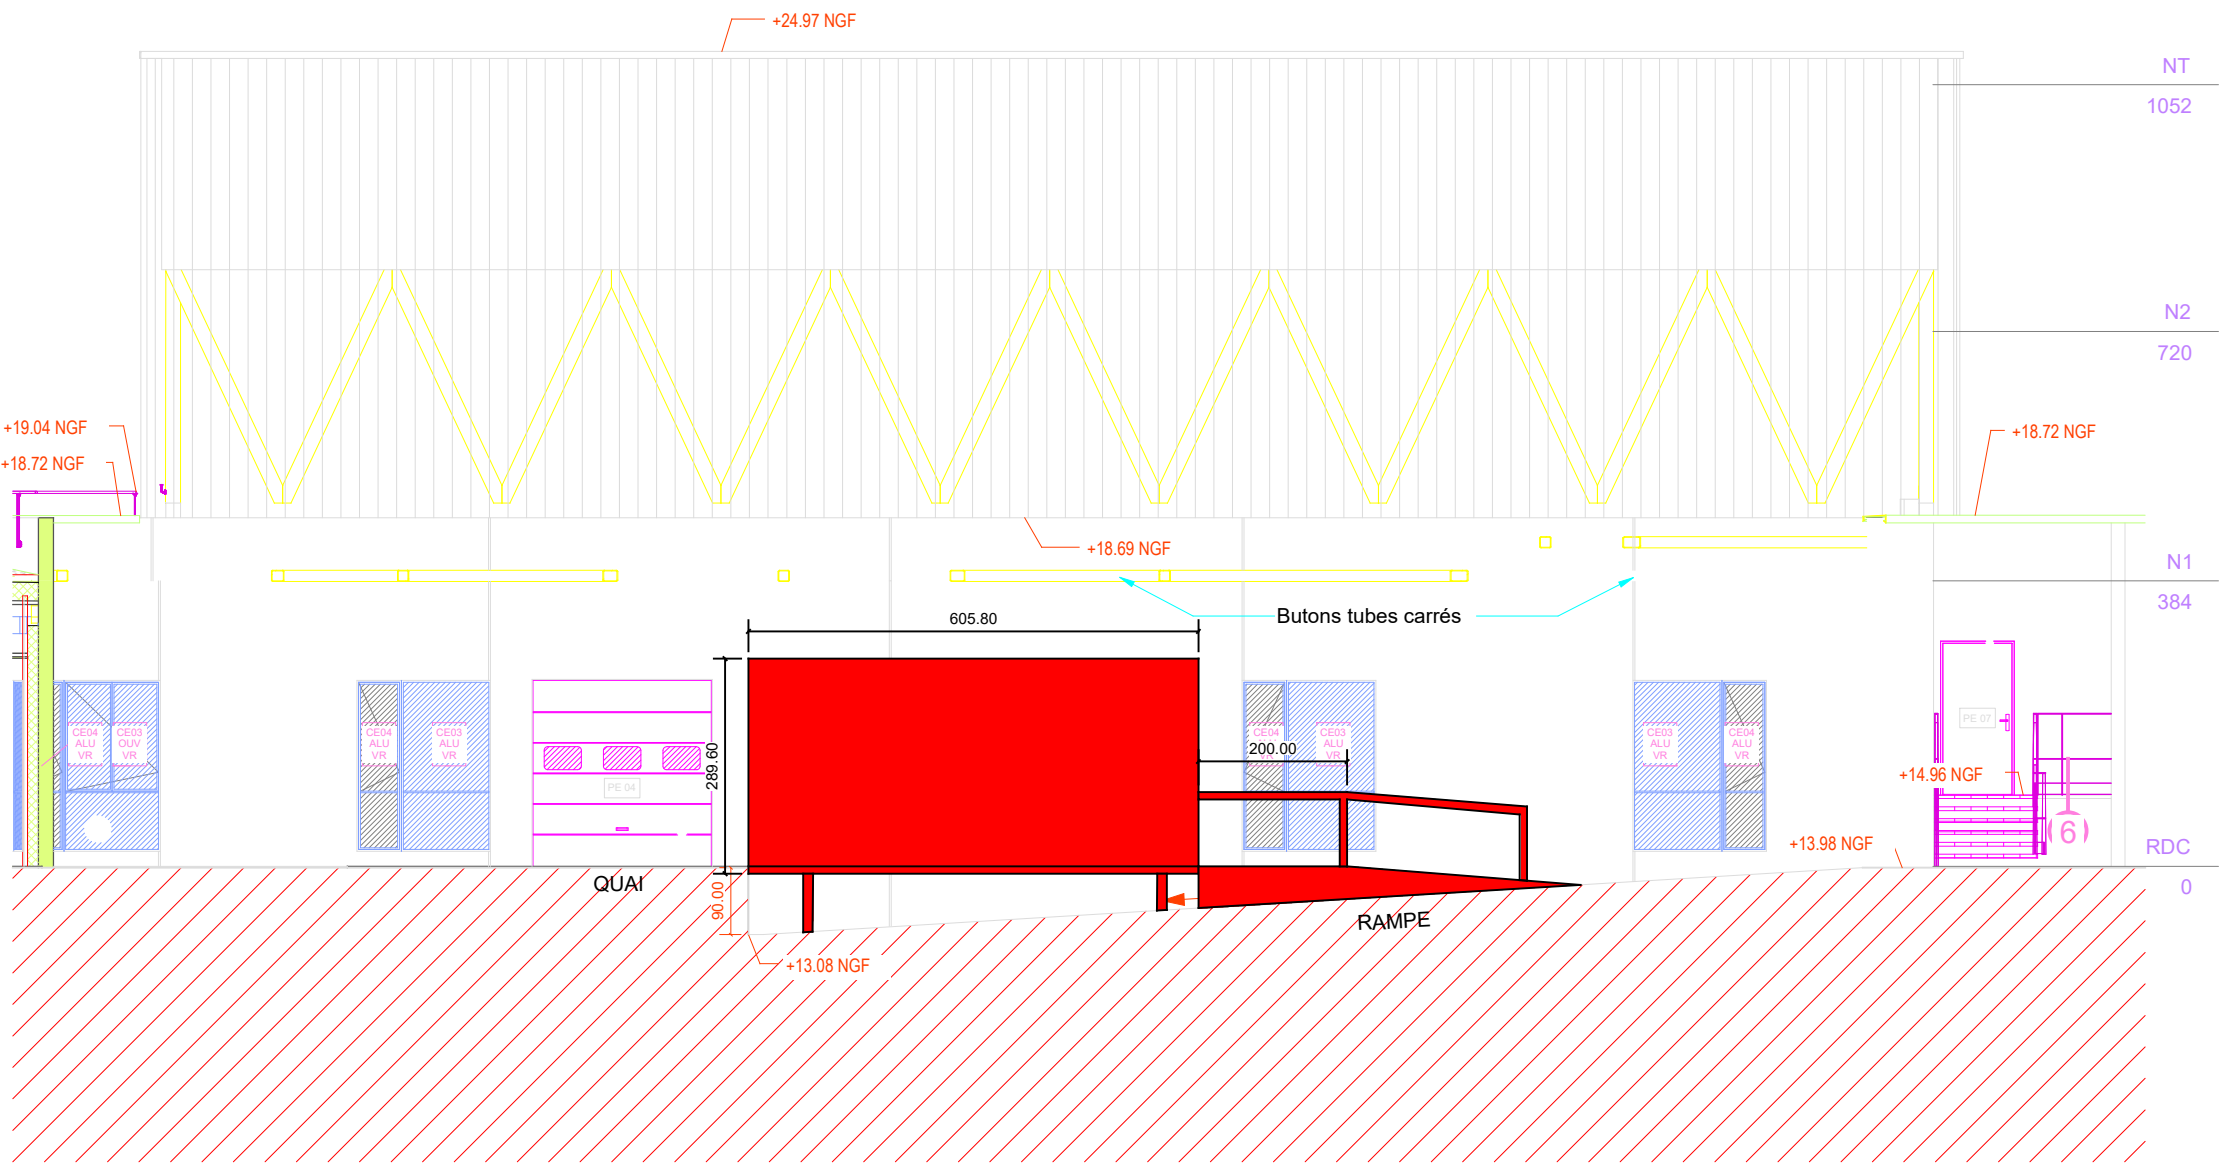 +24.97 NGF
NT
1052
N2
720
+19.04 NGF
+18.72 NGF
+18.72 NGF
+18.69 NGF
N1
384
Butons tubes carrés
605.80
289.60
200.00
CE04
ALU
VR
CE03
OUV
VR
CE04
ALU
VR
CE03
ALU
VR
PE 04
CE04
VR
CE03
ALU
VR
CE03
ALU
VR
CE04
ALU
VR
PE 07
+14.96 NGF
6
+13.98 NGF
RDC
0
QUAI
90.00
RAMPE
+13.08 NGF